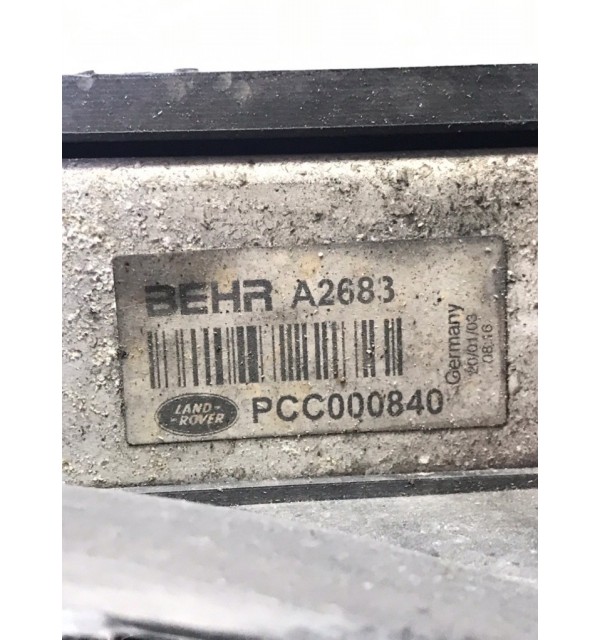 BEHR A2683
LAND-
ROVER
PCC000840
Germany
20/01/03
08:16